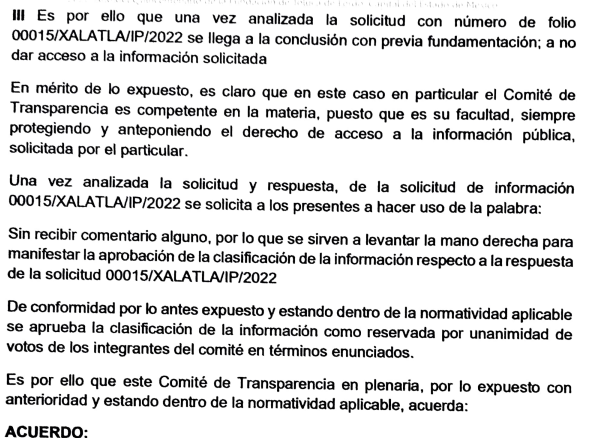 III Es por ello que una vez analizada la solicitud con número de folio
00015/XALATLA/IP/2022 se llega a la conclusión con previa fundamentación; a no
dar acceso a la información solicitada
En mérito de lo expuesto, es claro que en este caso en particular el Comité de
Transparencia es competente en la materia, puesto que es su facultad, siempre
protegiendo y anteponiendo el derecho de acceso a la información pública,
solicitada por el particular.
Una vez analizada la solicitud y respuesta, de la solicitud de información
00015/XALATLA/IP/2022 se solicita a los presentes a hacer uso de la palabra:
Sin recibir comentario alguno, por lo que se sirven a levantar la mano derecha para
manifestar la aprobación de la clasificación de la información respecto a la respuesta
de la solicitud 00015/XALATLA/IP/2022
De conformidad por lo antes expuesto y estando dentro de la normatividad aplicable
se aprueba la clasificación de la información como reservada por unanimidad de
votos de los integrantes del comité en términos enunciados.
Es por ello que este Comité de Transparencia en plenaria, por lo expuesto con
anterioridad y estando dentro de la normatividad aplicable, acuerda:
ACUERDO: